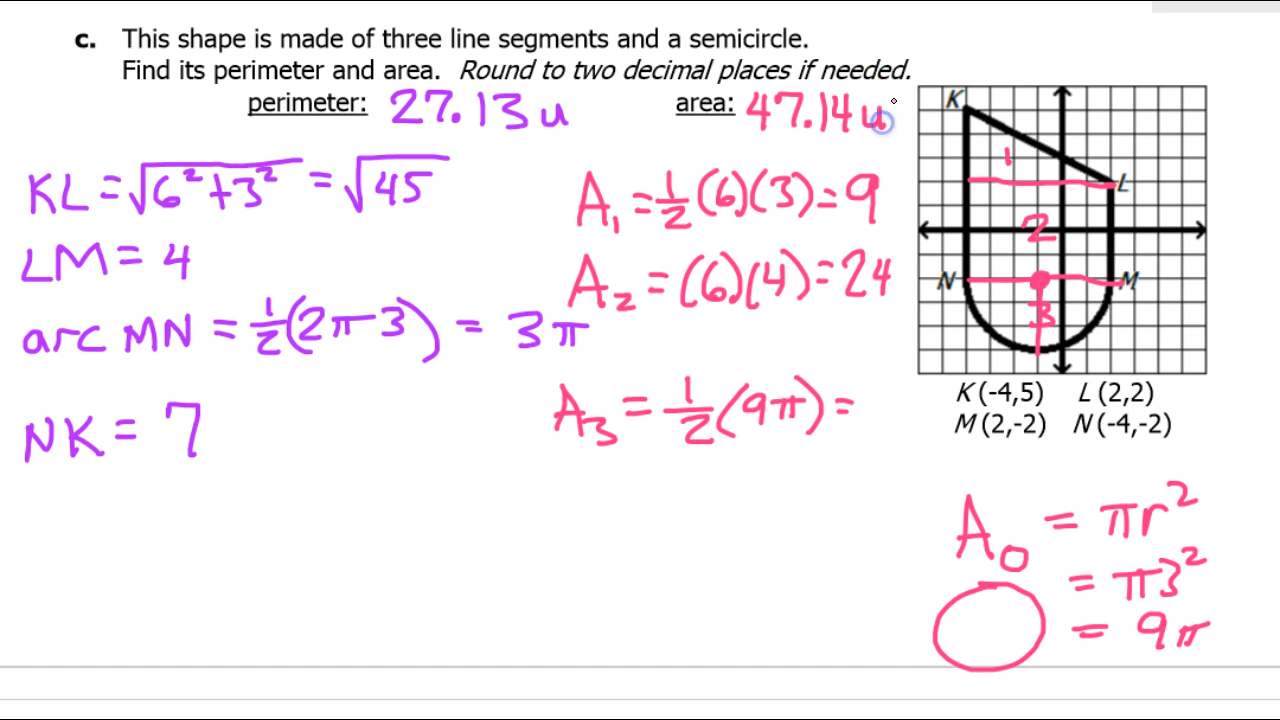 c. This shape is made of three line segments and a semicircle.
Find its perimeter and area. Round to two decimal places if needed.
perimeter: 27.13 u
area: 47.14 u
KL = √6² + 3² = √45
LM = 4
arc MN = 1/2 (2π 3) = 3π
NK = 7
A₁ = 1/2 (6)(3) = 9
A₂ = (6)(4) = 24
A₃ = 1/2 (9π) =
K
1
L
2
N M
3
K (-4,5) L (2,2)
M (2,-2) N (-4,-2)
A○ = πr²
= π3²
= 9π